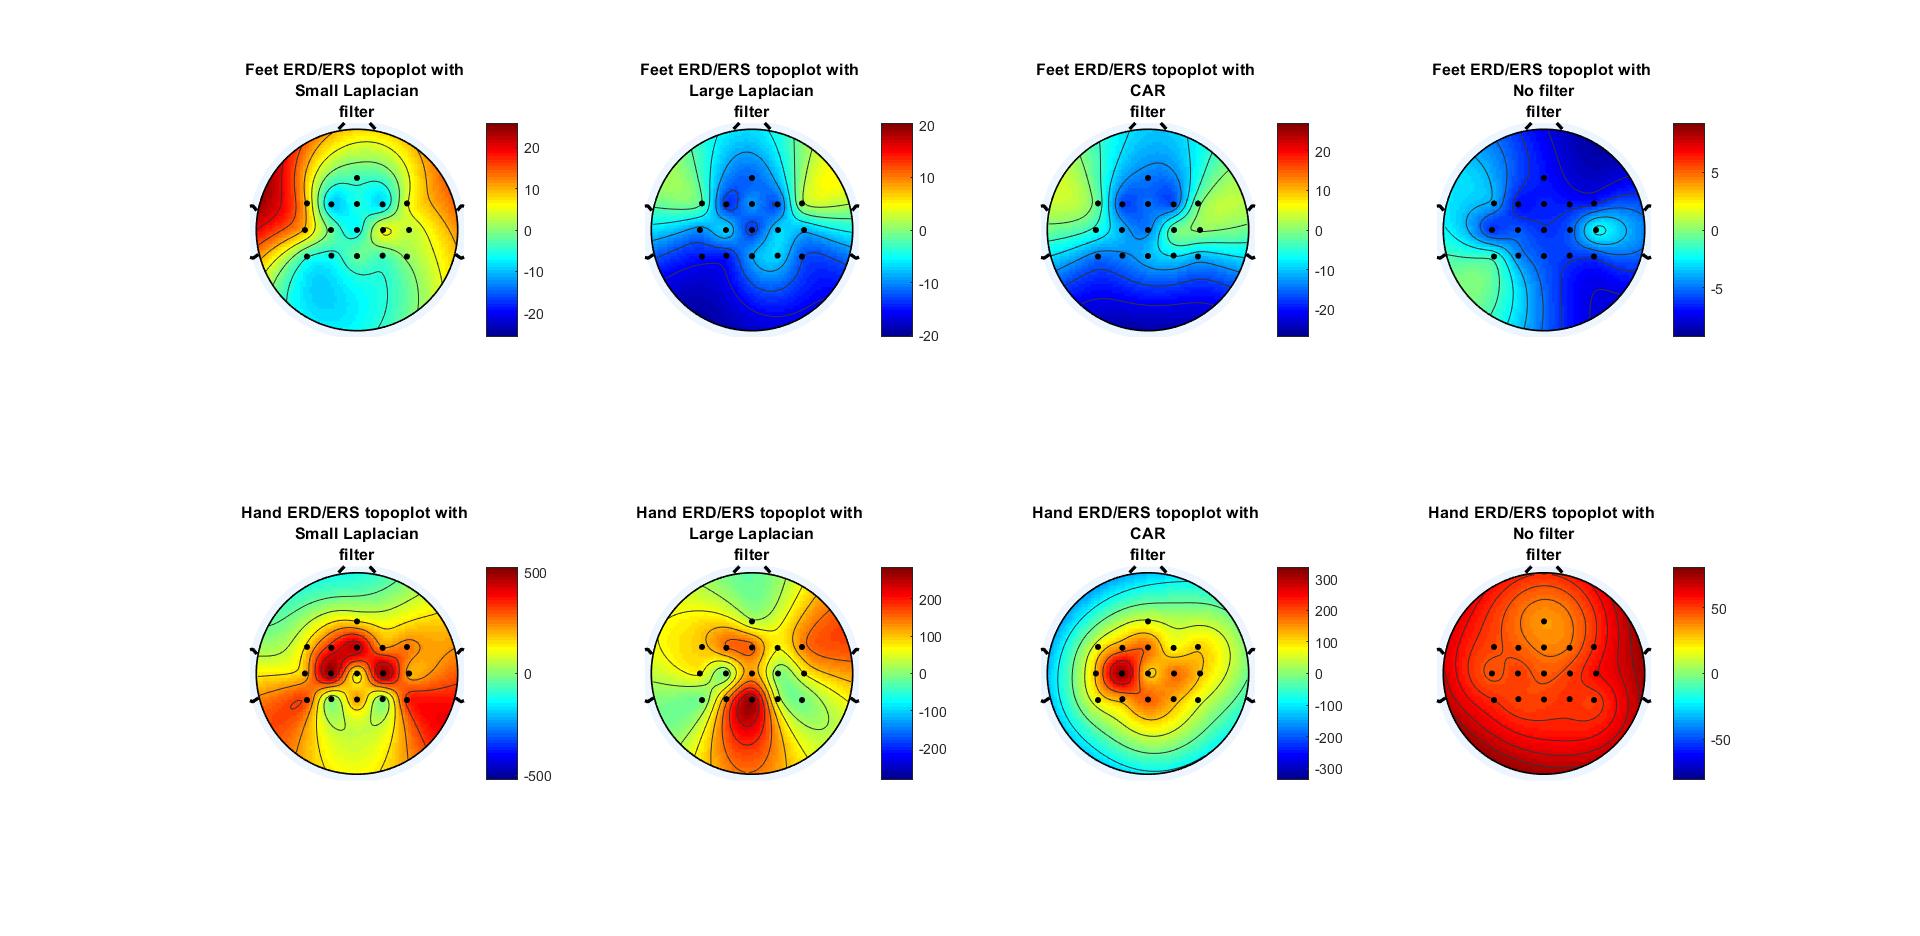 Feet ERD/ERS topoplot with
Small Laplacian
filter
20
10
0
-10
-20
Feet ERD/ERS topoplot with
Large Laplacian
filter
20
10
0
-10
-20
Feet ERD/ERS topoplot with
CAR
filter
20
10
0
-10
-20
Feet ERD/ERS topoplot with
No filter
filter
5
0
-5
Hand ERD/ERS topoplot with
Small Laplacian
filter
500
0
-500
Hand ERD/ERS topoplot with
Large Laplacian
filter
200
100
0
-100
-200
Hand ERD/ERS topoplot with
CAR
filter
300
200
100
0
-100
-200
-300
Hand ERD/ERS topoplot with
No filter
filter
50
0
-50